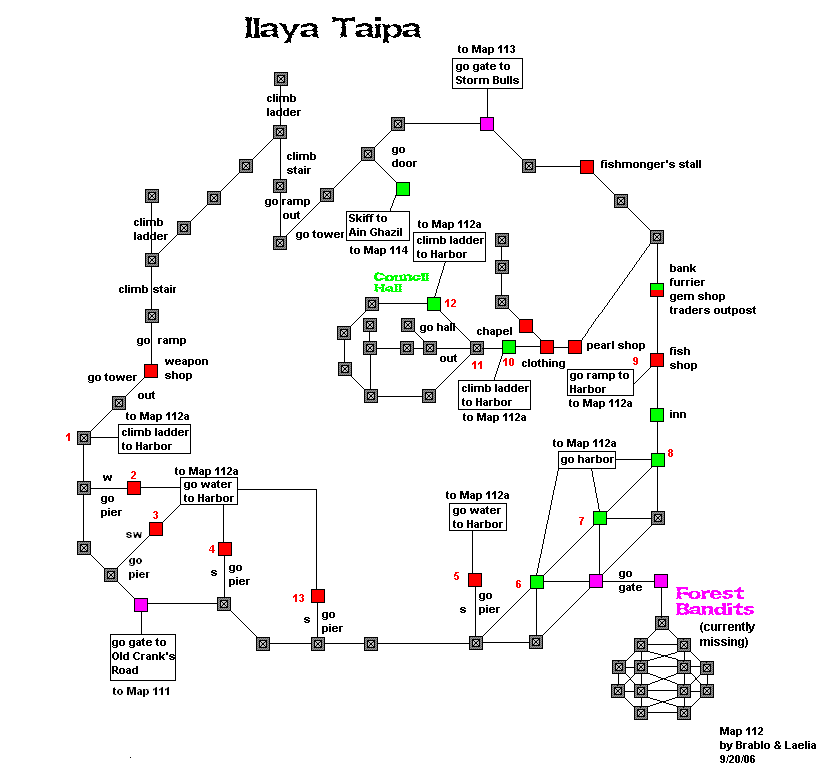 Ilaya Taipa
to Map 113
go gate to
Storm Bulls
climb
ladder
climb
stair
go
door
fishmonger's stall
go ramp
out
Skiff to
Ain Ghazil
to Map 114
go tower
climb
ladder
to Map 112a
climb ladder
to Harbor
bank
furrier
gem shop
traders outpost
climb stair
Council
Hall
12
go hall
chapel
out
11
10
clothing
pearl shop
go ramp
weapon
shop
go tower
out
9
fish
shop
go ramp to
Harbor
to Map 112a
climb ladder
to Harbor
to Map 112a
to Map 112a
climb ladder
to Harbor
1
inn
to Map 112a
go harbor
8
w
2
go
pier
to Map 112a
go water
to Harbor
to Map 112a
go water
to Harbor
3
sw
go
pier
7
4
s
go
pier
5
s
go
pier
6
go
gate
13
s
go
pier
Forest
Bandits
(currently
missing)
go gate to
Old Crank's
Road
to Map 111
Map 112
by Brablo & Laelia
9/20/06